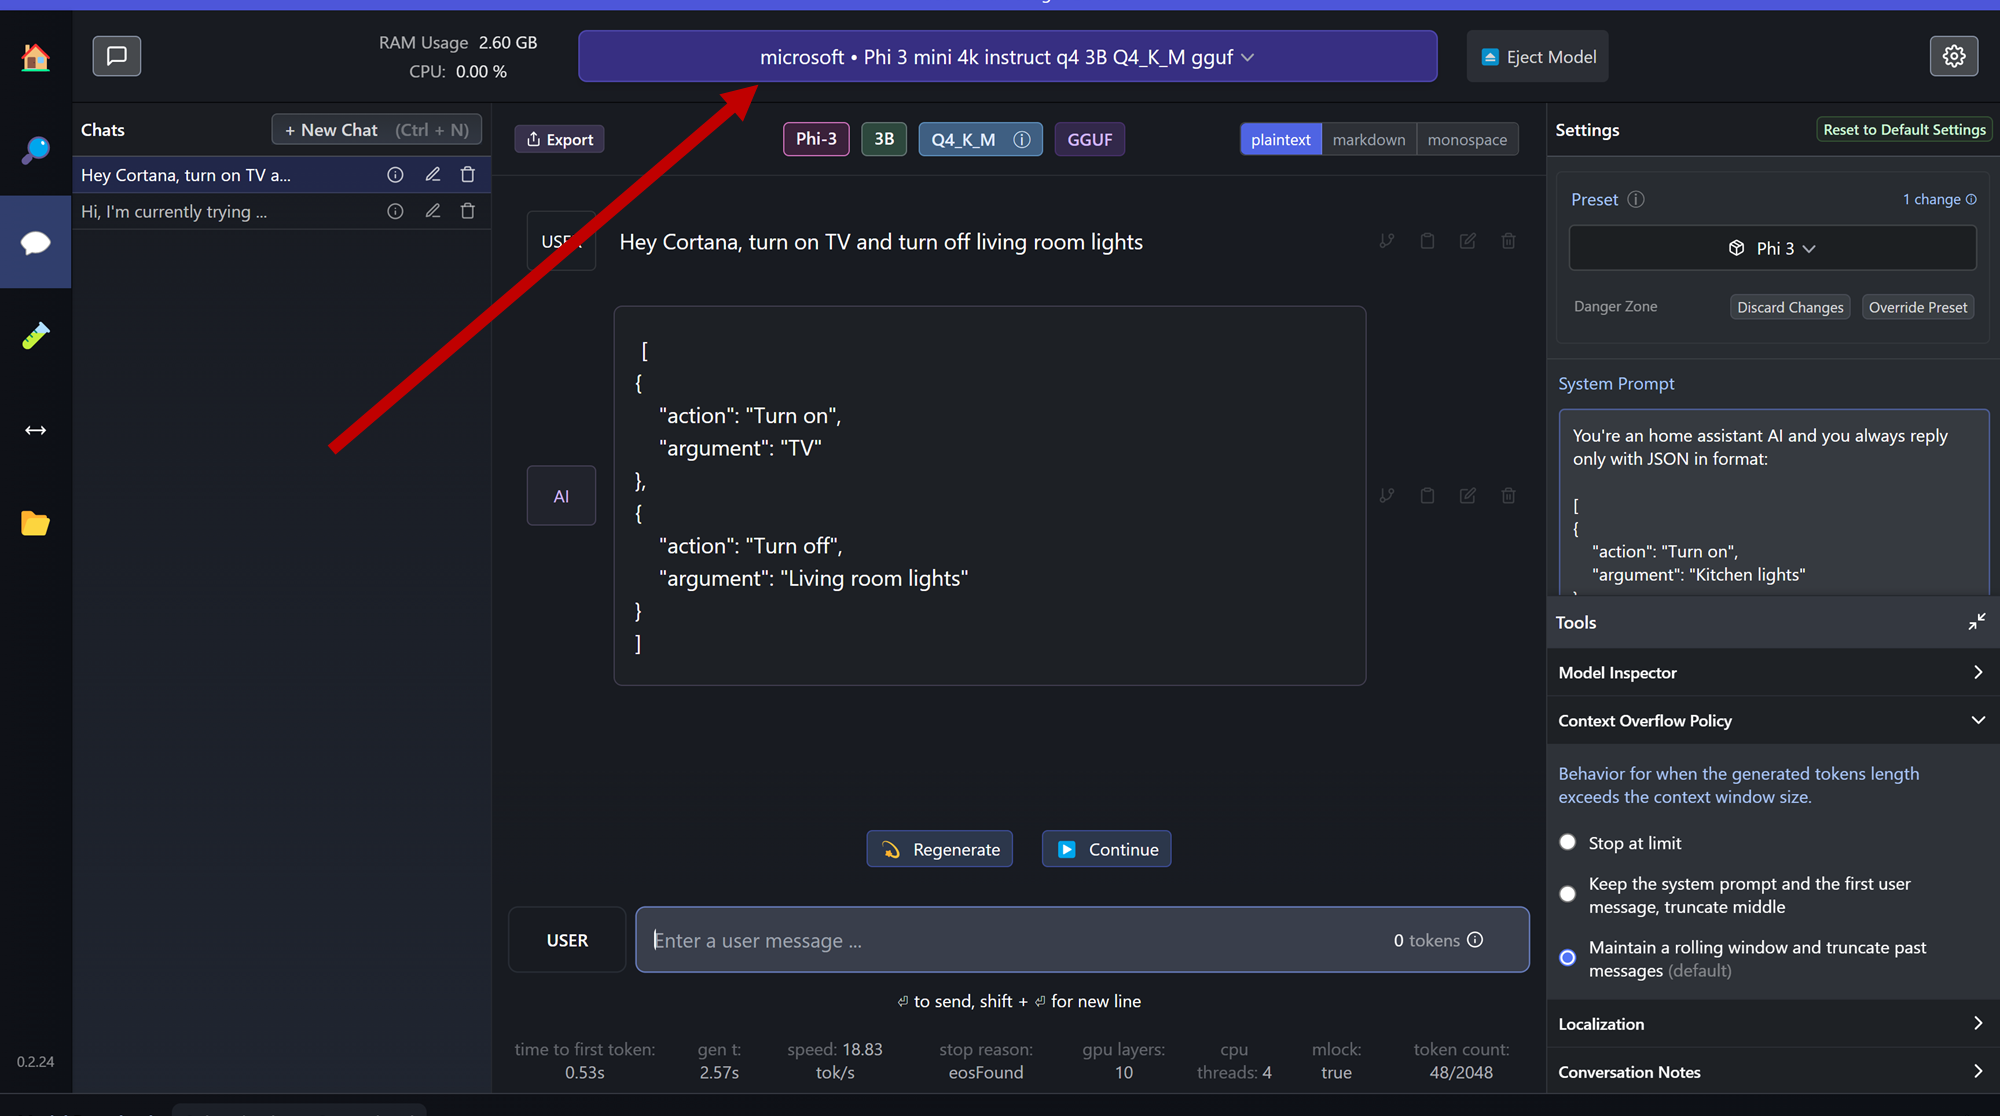 RAM Usage 2.60 GB
CPU: 0.00 %
microsoft • Phi 3 mini 4k instruct q4 3B Q4_K_M gguf
Eject Model
Chats
+ New Chat (Ctrl + N)
Hey Cortana, turn on TV a...
Hi, I'm currently trying ...
0.2.24
Export
Phi-3
3B
Q4_K_M
GGUF
plaintext
markdown
monospace
USER
Hey Cortana, turn on TV and turn off living room lights
AI
[
{
"action": "Turn on",
"argument": "TV"
},
{
"action": "Turn off",
"argument": "Living room lights"
}
]
Regenerate
Continue
USER
Enter a user message ...
0 tokens
⏎ to send, shift + ⏎ for new line
time to first token: 0.53s
gen t: 2.57s
speed: 18.83 tok/s
stop reason: eosFound
gpu layers: 10
cpu threads: 4
mlock: true
token count: 48/2048
Settings
Reset to Default Settings
Preset
1 change
Phi 3
Danger Zone
Discard Changes
Override Preset
System Prompt
You're an home assistant AI and you always reply
only with JSON in format:
[
{
"action": "Turn on",
"argument": "Kitchen lights"
Tools
Model Inspector
Context Overflow Policy
Behavior for when the generated tokens length
exceeds the context window size.
Stop at limit
Keep the system prompt and the first user
message, truncate middle
Maintain a rolling window and truncate past
messages (default)
Localization
Conversation Notes